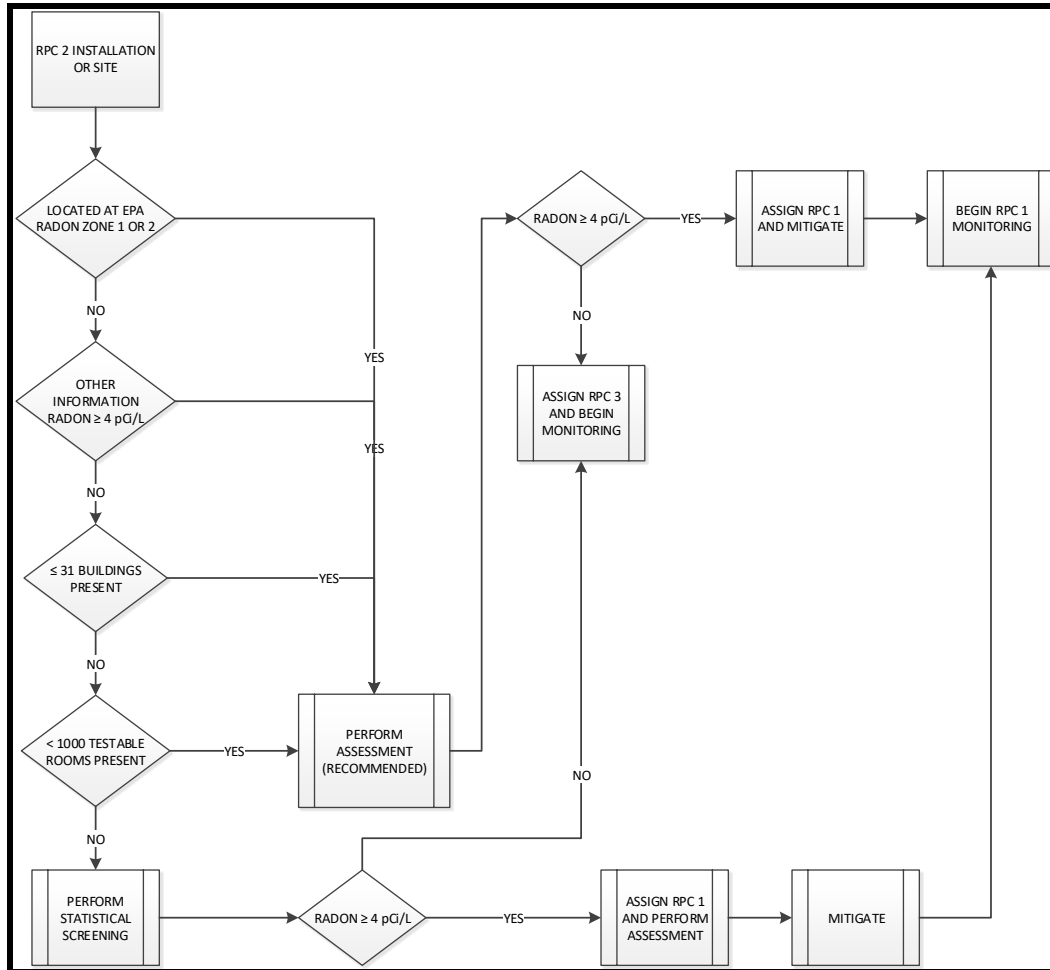 RPC 2 INSTALLATION
OR SITE
LOCATED AT EPA
RADON ZONE 1 OR 2
NO
YES
OTHER
INFORMATION
RADON ≥ 4 pCi/L
NO
YES
≤ 31 BUILDINGS
PRESENT
YES
NO
< 1000 TESTABLE
ROOMS PRESENT
YES
NO
PERFORM
ASSESSMENT
(RECOMMENDED)
RADON ≥ 4 pCi/L
YES
ASSIGN RPC 1
AND MITIGATE
BEGIN RPC 1
MONITORING
NO
ASSIGN RPC 3
AND BEGIN
MONITORING
PERFORM
STATISTICAL
SCREENING
RADON ≥ 4 pCi/L
NO
YES
ASSIGN RPC 1
AND PERFORM
ASSESSMENT
MITIGATE